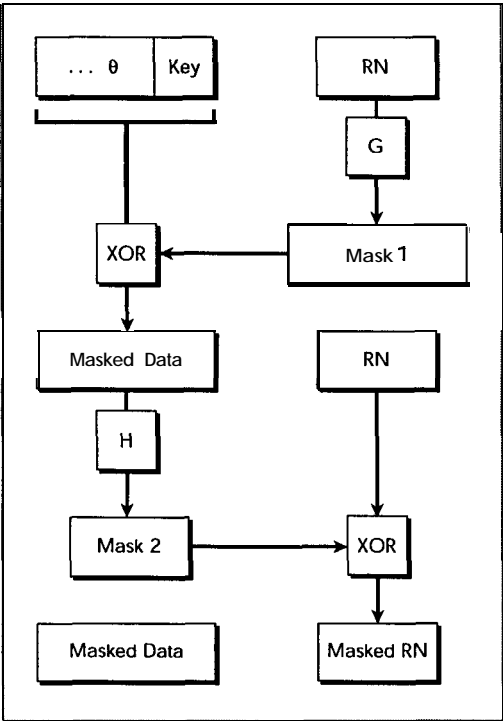 ... θ Key
RN
G
XOR
Mask 1
Masked Data
RN
H
Mask 2
XOR
Masked Data
Masked RN